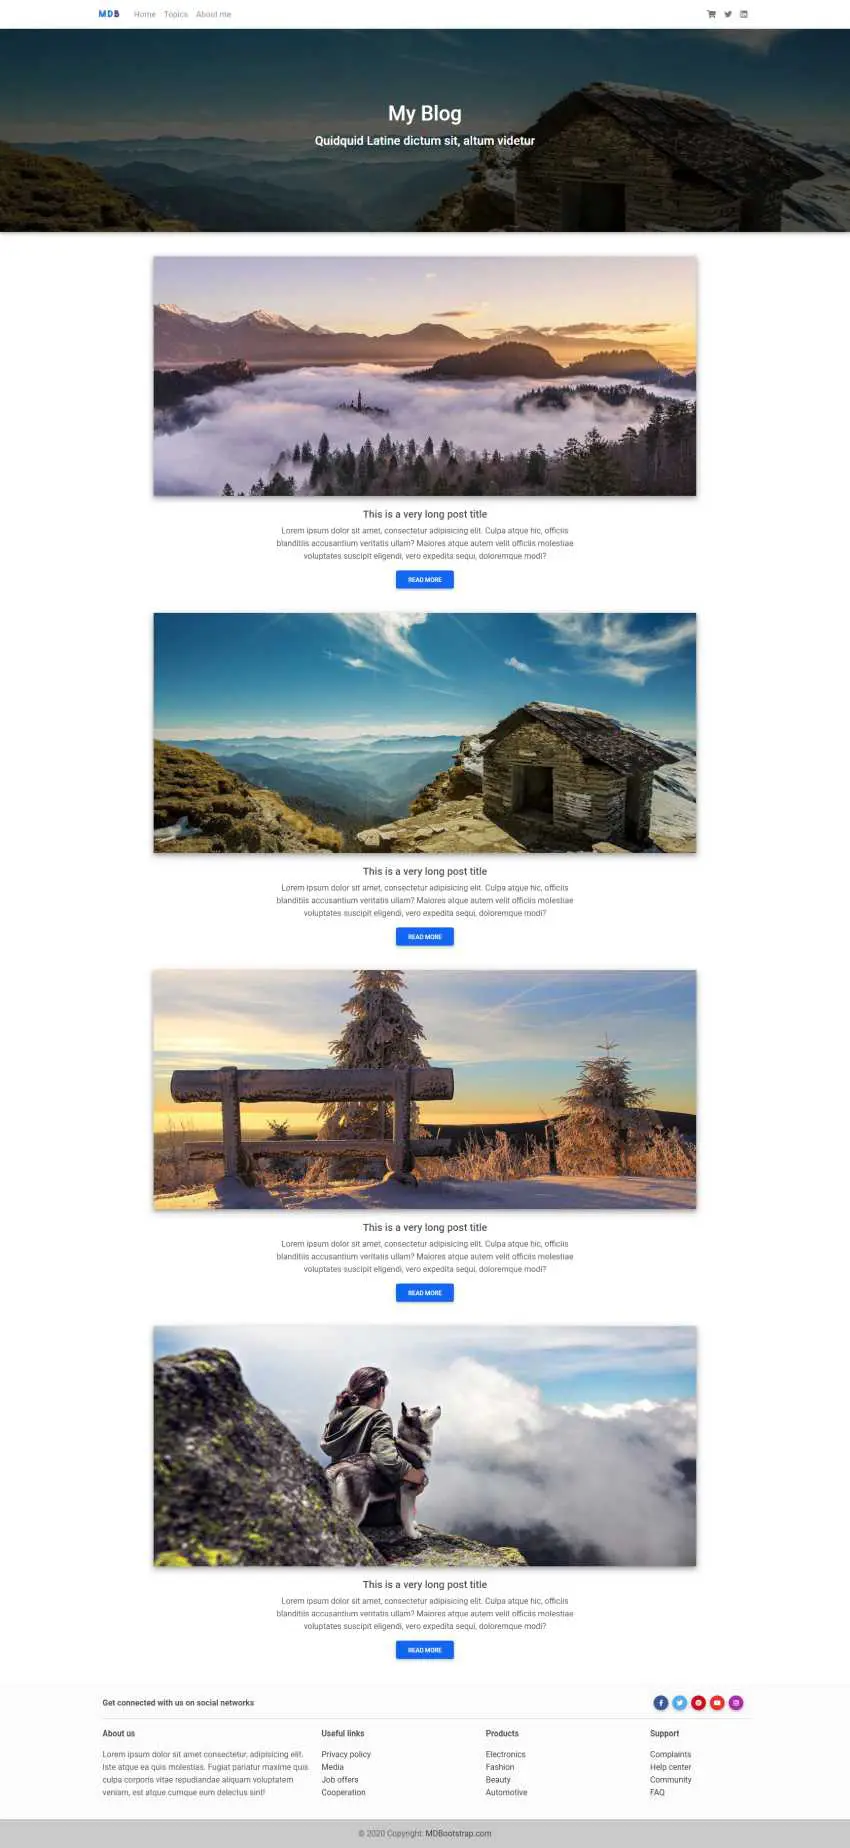 MDB Home Topics About me
My Blog
Quidquid Latine dictum sit, altum videtur
This is a very long post title
Lorem ipsum dolor sit amet, consectetur adipisicing elit. Culpa atque hic, officiis
blanditiis accusantium veritatis ullam? Maiores atque autem velit officiis molestiae
voluptates suscipit eligendi, vero expedita sequi, doloremque modi?
READ MORE
This is a very long post title
Lorem ipsum dolor sit amet, consectetur adipisicing elit. Culpa atque hic, officiis
blanditiis accusantium veritatis ullam? Maiores atque autem velit officiis molestiae
voluptates suscipit eligendi, vero expedita sequi, doloremque modi?
READ MORE
This is a very long post title
Lorem ipsum dolor sit amet, consectetur adipisicing elit. Culpa atque hic, officiis
blanditiis accusantium veritatis ullam? Maiores atque autem velit officiis molestiae
voluptates suscipit eligendi, vero expedita sequi, doloremque modi?
READ MORE
This is a very long post title
Lorem ipsum dolor sit amet, consectetur adipisicing elit. Culpa atque hic, officiis
blanditiis accusantium veritatis ullam? Maiores atque autem velit officiis molestiae
voluptates suscipit eligendi, vero expedita sequi, doloremque modi?
READ MORE
Get connected with us on social networks
About us
Lorem ipsum dolor sit amet consectetur, adipisicing elit.
Iste atque ea quis molestias. Fugiat pariatur maxime quis
culpa corporis vitae repudiandae aliquam voluptatem
veniam, est atque cumque eum delectus sint!
Useful links
Privacy policy
Media
Job offers
Cooperation
Products
Electronics
Fashion
Beauty
Automotive
Support
Complaints
Help center
Community
FAQ
© 2020 Copyright: MDBootstrap.com